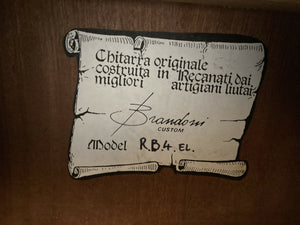 Chitarra originale
costruita in Recanati dai
migliori artigiani liutai
Brandoni
CUSTOM
Model RB4.EL.